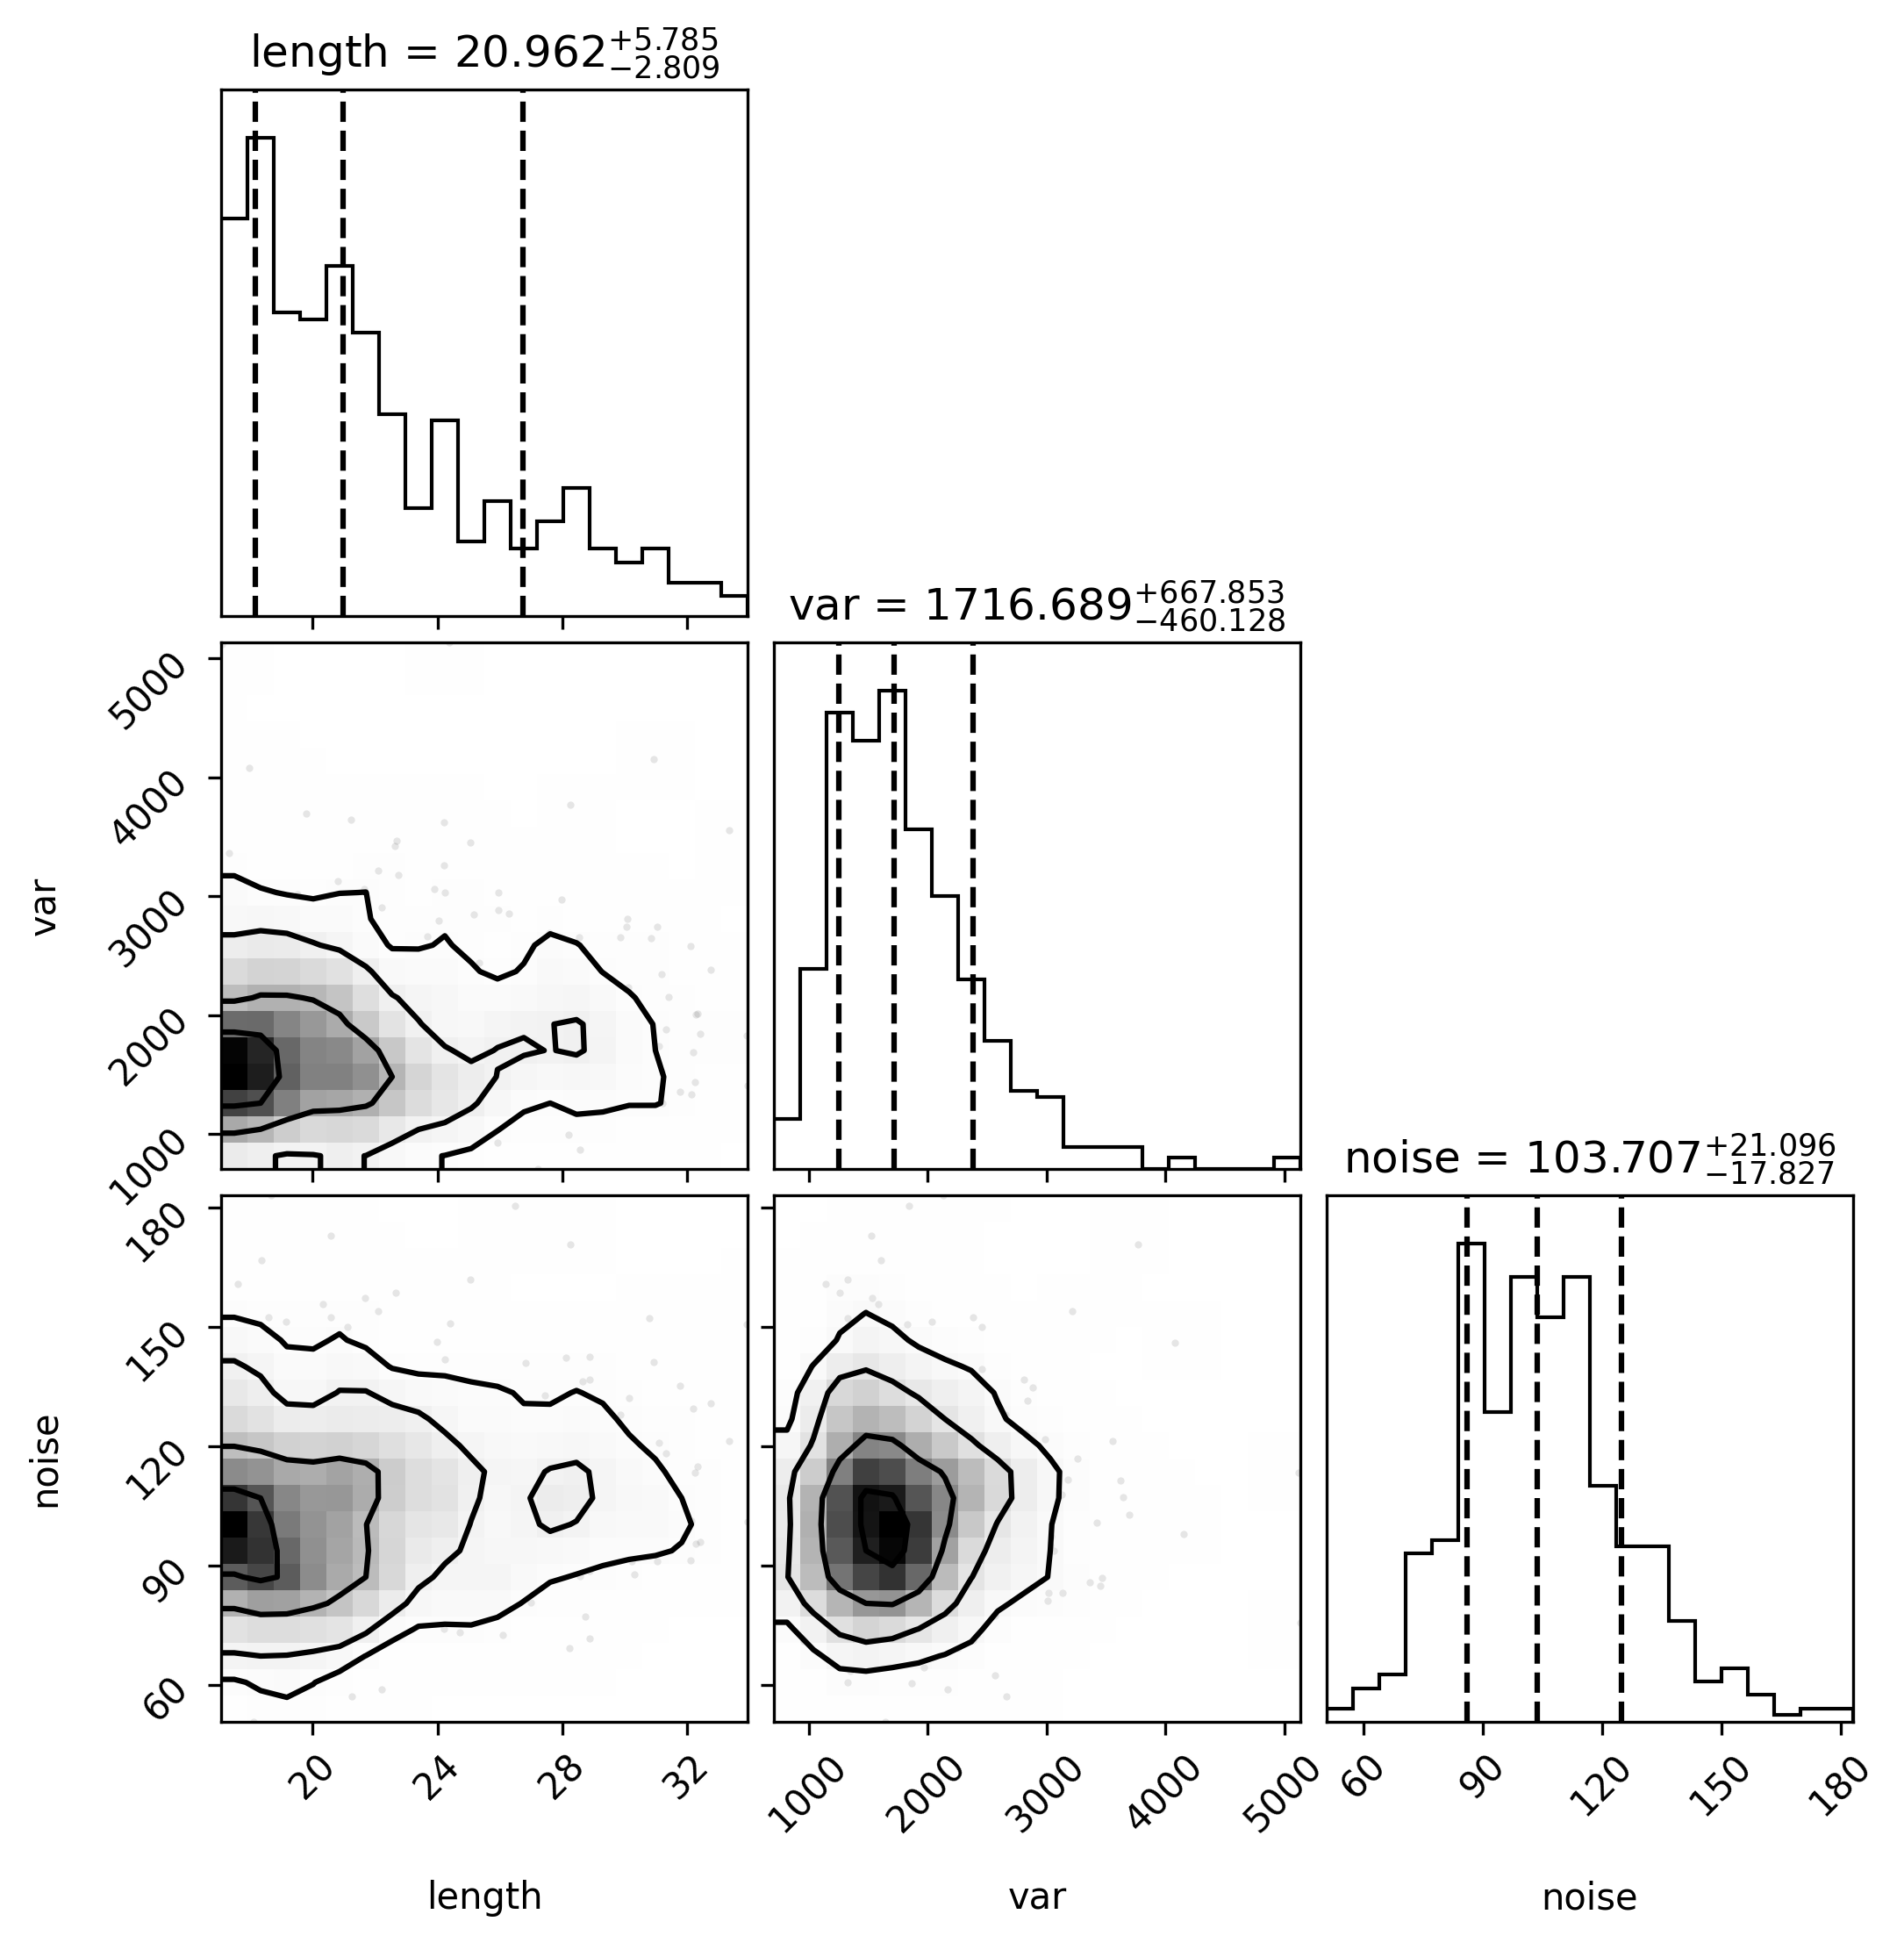 length = 20.962 +5.785 −2.809
var = 1716.689 +667.853 −460.128
5000
4000
3000
2000
1000
var
noise = 103.707 +21.096 −17.827
180
150
120
90
60
noise
20 24 28 32
1000 2000 3000 4000 5000
60 90 120 150 180
length
var
noise